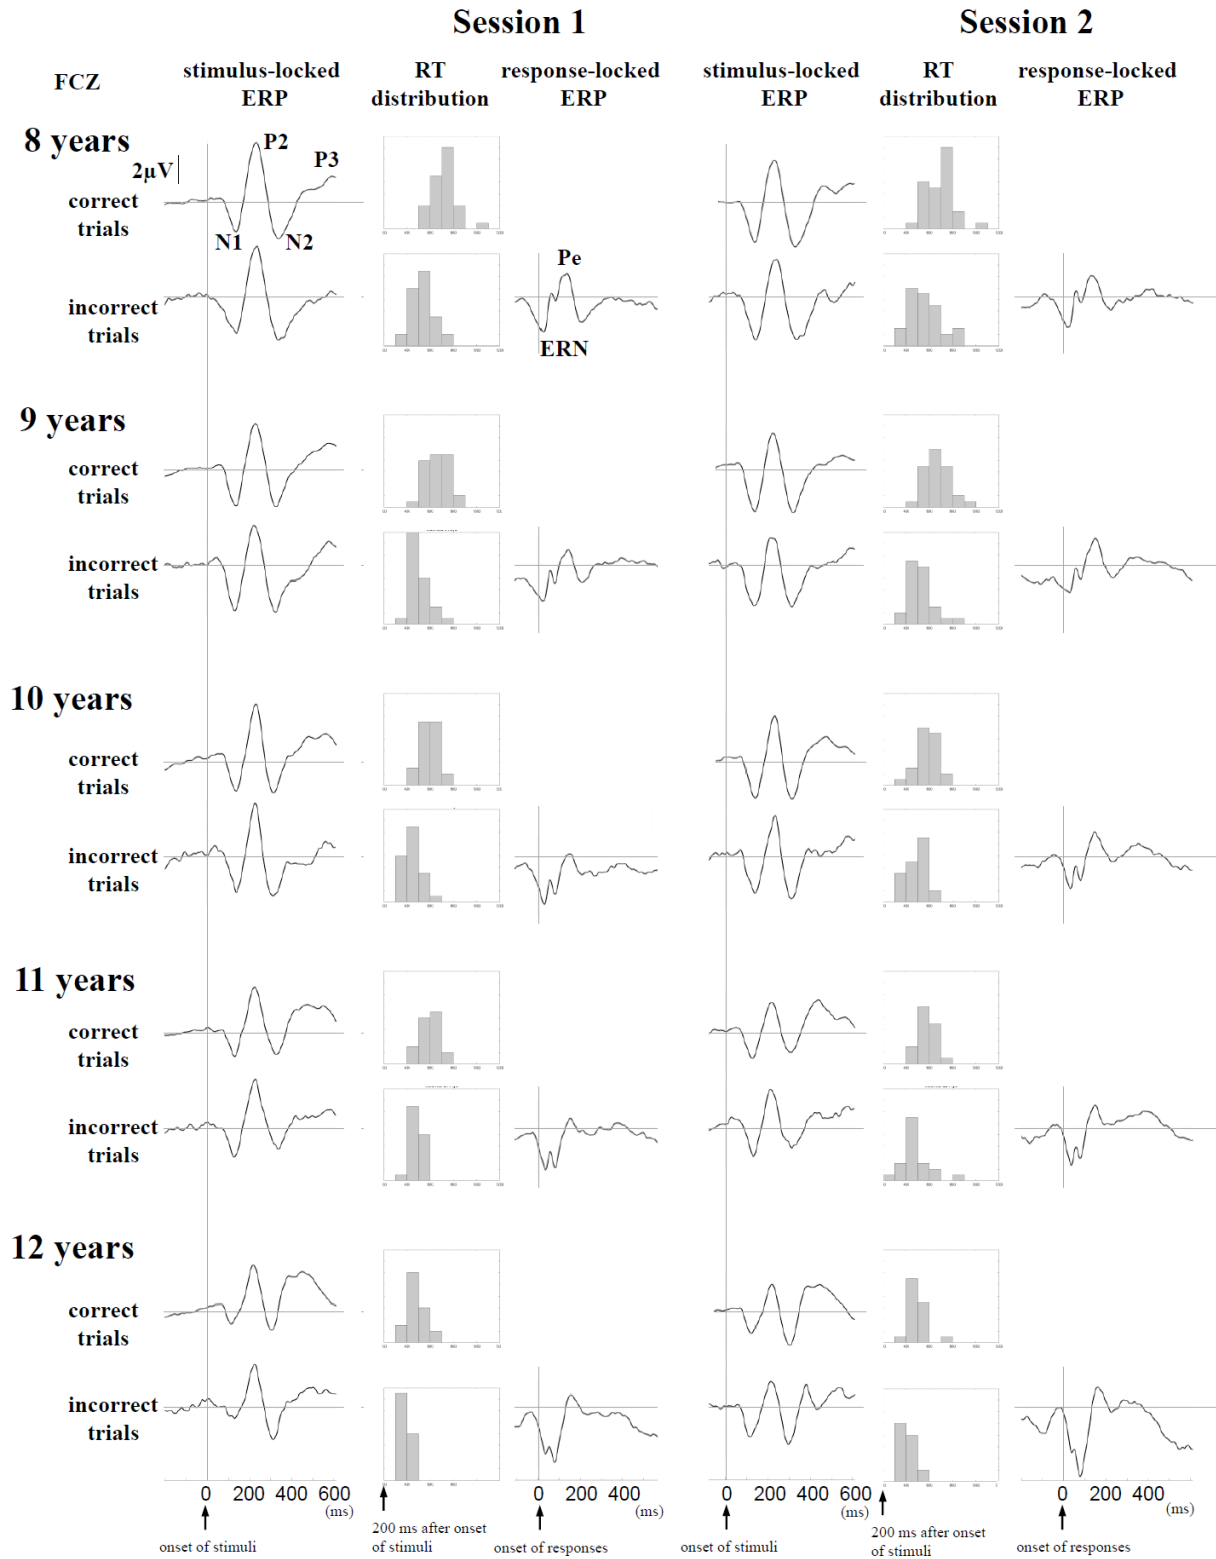 Session 1
Session 2
FCZ
stimulus-locked
ERP
RT
distribution
response-locked
ERP
stimulus-locked
ERP
RT
distribution
response-locked
ERP
8 years
2µV
P2
P3
correct
trials
N1
N2
Pe
incorrect
trials
ERN
9 years
correct
trials
incorrect
trials
10 years
correct
trials
incorrect
trials
11 years
correct
trials
incorrect
trials
12 years
correct
trials
incorrect
trials
0 200 400 600
(ms)
0 200 400
(ms)
0 200 400 600
(ms)
0 200 400
(ms)
onset of stimuli
200 ms after onset
of stimuli
onset of responses
onset of stimuli
200 ms after onset
of stimuli
onset of responses